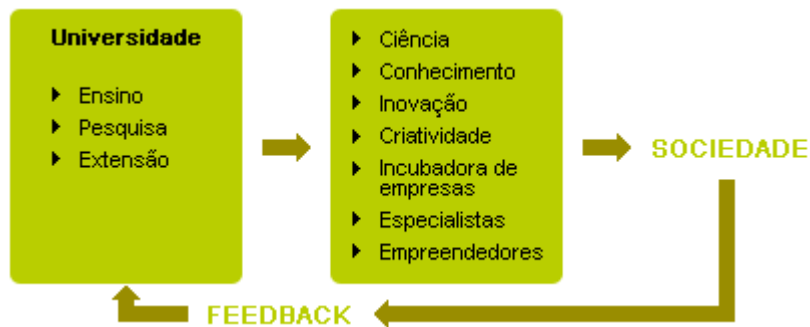 Universidade
Ensino
Pesquisa
Extensão
Ciência
Conhecimento
Inovação
Criatividade
Incubadora de
empresas
Especialistas
Empreendedores
SOCIEDADE
FEEDBACK